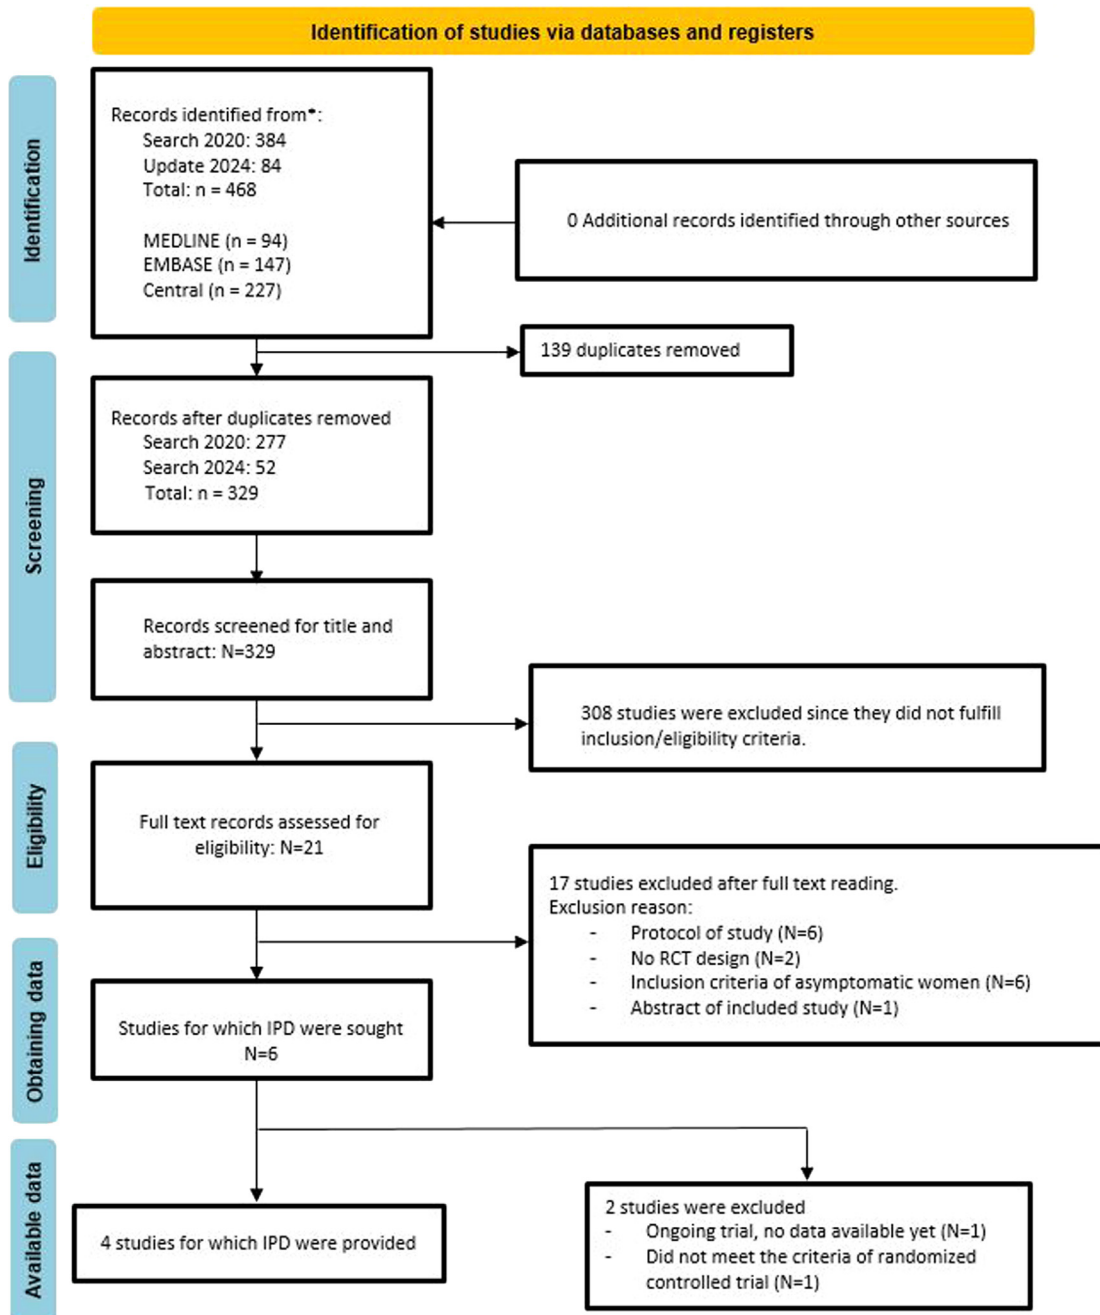 Identification of studies via databases and registers
Identification
Records identified from*:
Search 2020: 384
Update 2024: 84
Total: n = 468
MEDLINE (n = 94)
EMBASE (n = 147)
Central (n = 227)
0 Additional records identified through other sources
139 duplicates removed
Screening
Records after duplicates removed
Search 2020: 277
Search 2024: 52
Total: n = 329
Records screened for title and
abstract: N=329
308 studies were excluded since they did not fulfill
inclusion/eligibility criteria.
Eligibility
Full text records assessed for
eligibility: N=21
17 studies excluded after full text reading.
Exclusion reason:
- Protocol of study (N=6)
- No RCT design (N=2)
- Inclusion criteria of asymptomatic women (N=6)
- Abstract of included study (N=1)
Obtaining data
Studies for which IPD were sought
N=6
Available data
4 studies for which IPD were provided
2 studies were excluded
- Ongoing trial, no data available yet (N=1)
- Did not meet the criteria of randomized
controlled trial (N=1)